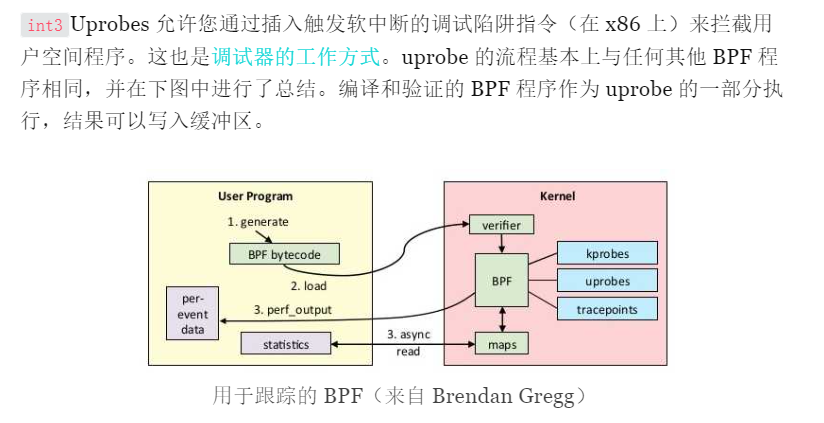 int3 Uprobes 允许您通过插入触发软中断的调试陷阱指令（在 x86 上）来拦截用
户空间程序。这也是调试器的工作方式。uprobe 的流程基本上与任何其他 BPF 程
序相同，并在下图中进行了总结。编译和验证的 BPF 程序作为 uprobe 的一部分执
行，结果可以写入缓冲区。
User Program
1. generate
BPF bytecode
2. load
per-
event
data
3. perf_output
statistics
3. async
read
Kernel
verifier
BPF
kprobes
uprobes
tracepoints
maps
用于跟踪的 BPF（来自 Brendan Gregg）